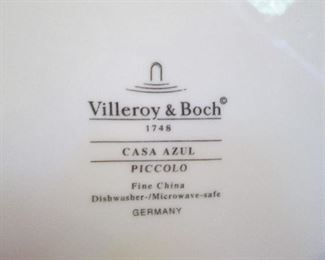 Villeroy & Boch©
1748
CASA AZUL
PICCOLO
Fine China
Dishwasher-/Microwave-safe
GERMANY